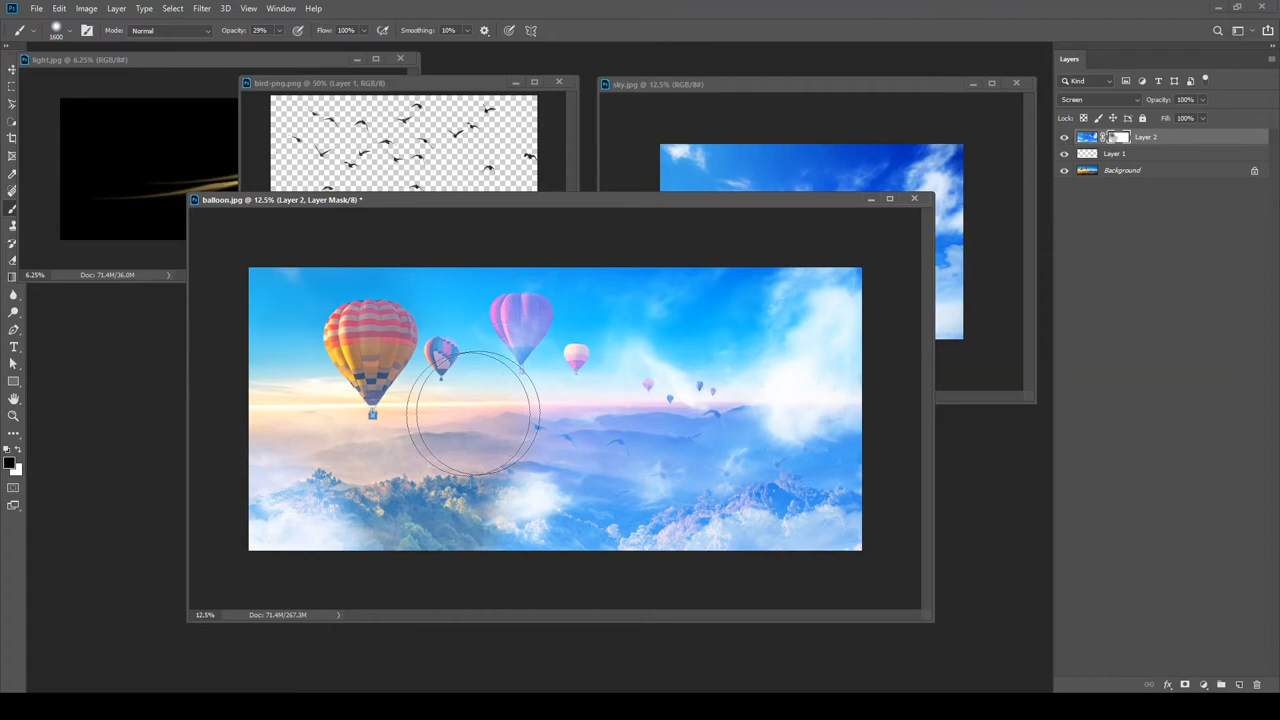 File Edit Image Layer Type Select Filter 3D View Window Help
1600 Mode: Normal Opacity: 29% Flow: 100% Smoothing: 10%
light.jpg @ 6.25% (RGB/8#)
bird-png.png @ 50% (Layer 1, RGB/8)
sky.jpg @ 12.5% (RGB/8#)
balloon.jpg @ 12.5% (Layer 2, Layer Mask/8) *
6.25% Doc: 71.4M/36.0M
12.5% Doc: 71.4M/267.3M
Layers
Kind
Screen Opacity: 100%
Lock: Fill: 100%
Layer 2
Layer 1
Background